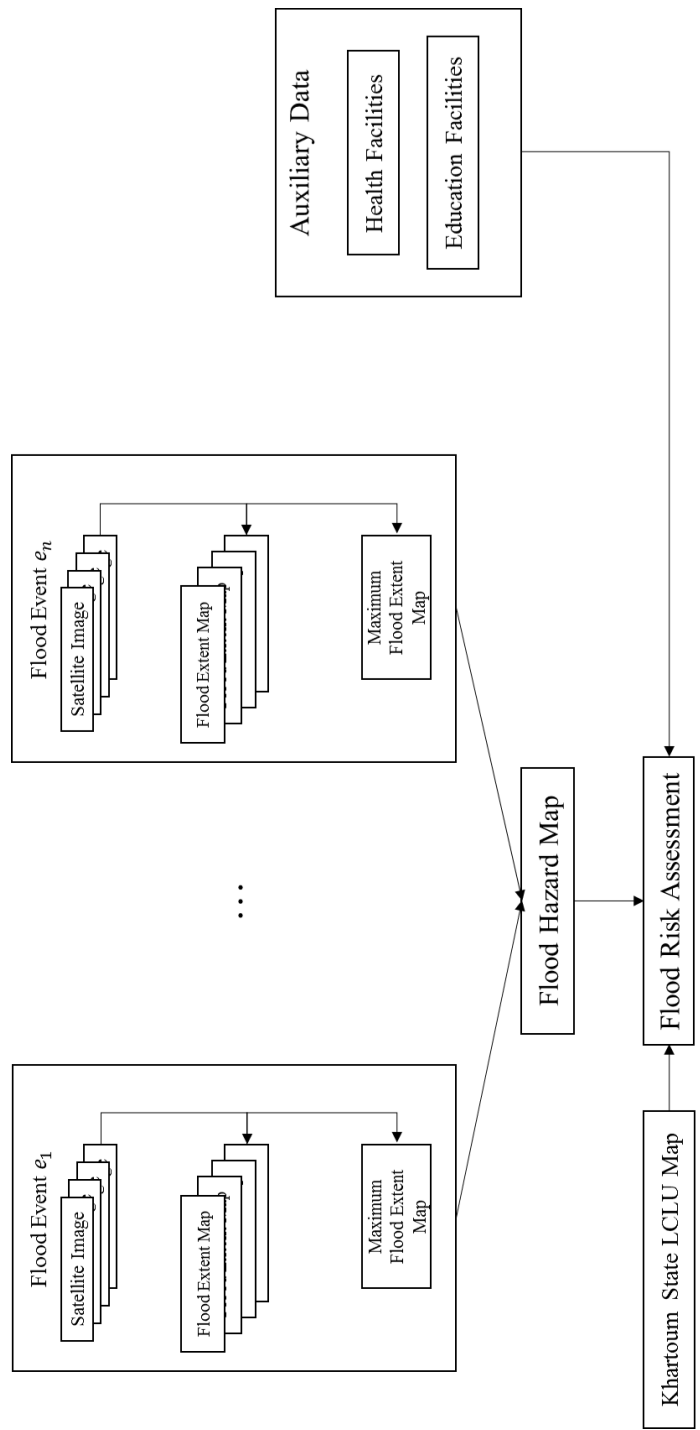 Flood Event e₁
Satellite Image
Flood Extent Map
Maximum
Flood Extent
Map
...
Flood Event eₙ
Satellite Image
Flood Extent Map
Maximum
Flood Extent
Map
Auxiliary Data
Health Facilities
Education Facilities
Flood Hazard Map
Khartoum State LCLU Map
Flood Risk Assessment